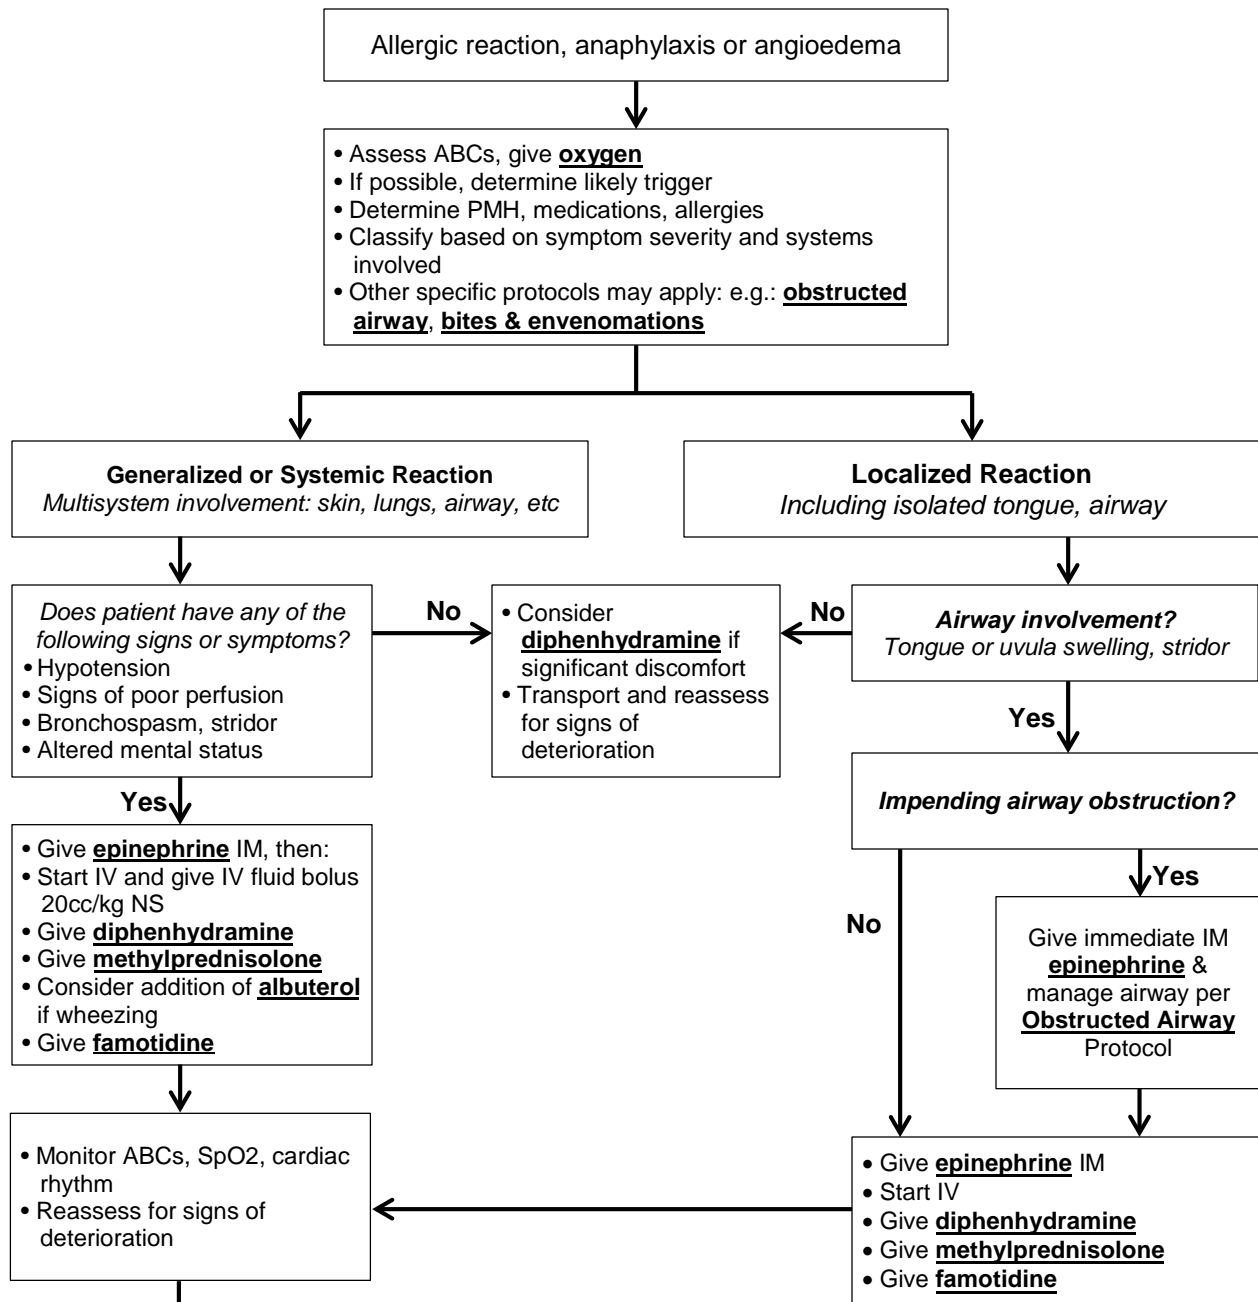 Allergic reaction, anaphylaxis or angioedema
• Assess ABCs, give oxygen
• If possible, determine likely trigger
• Determine PMH, medications, allergies
• Classify based on symptom severity and systems
involved
• Other specific protocols may apply: e.g.: obstructed
airway, bites & envenomations
Generalized or Systemic Reaction
Multisystem involvement: skin, lungs, airway, etc
Localized Reaction
Including isolated tongue, airway
Does patient have any of the
following signs or symptoms?
• Hypotension
• Signs of poor perfusion
• Bronchospasm, stridor
• Altered mental status
No
• Consider
diphenhydramine if
significant discomfort
• Transport and reassess
for signs of
deterioration
No
Airway involvement?
Tongue or uvula swelling, stridor
Yes
Yes
Impending airway obstruction?
• Give epinephrine IM, then:
• Start IV and give IV fluid bolus
20cc/kg NS
• Give diphenhydramine
• Give methylprednisolone
• Consider addition of albuterol
if wheezing
• Give famotidine
No
Yes
Give immediate IM
epinephrine &
manage airway per
Obstructed Airway
Protocol
• Monitor ABCs, SpO2, cardiac
rhythm
• Reassess for signs of
deterioration
• Give epinephrine IM
• Start IV
• Give diphenhydramine
• Give methylprednisolone
• Give famotidine